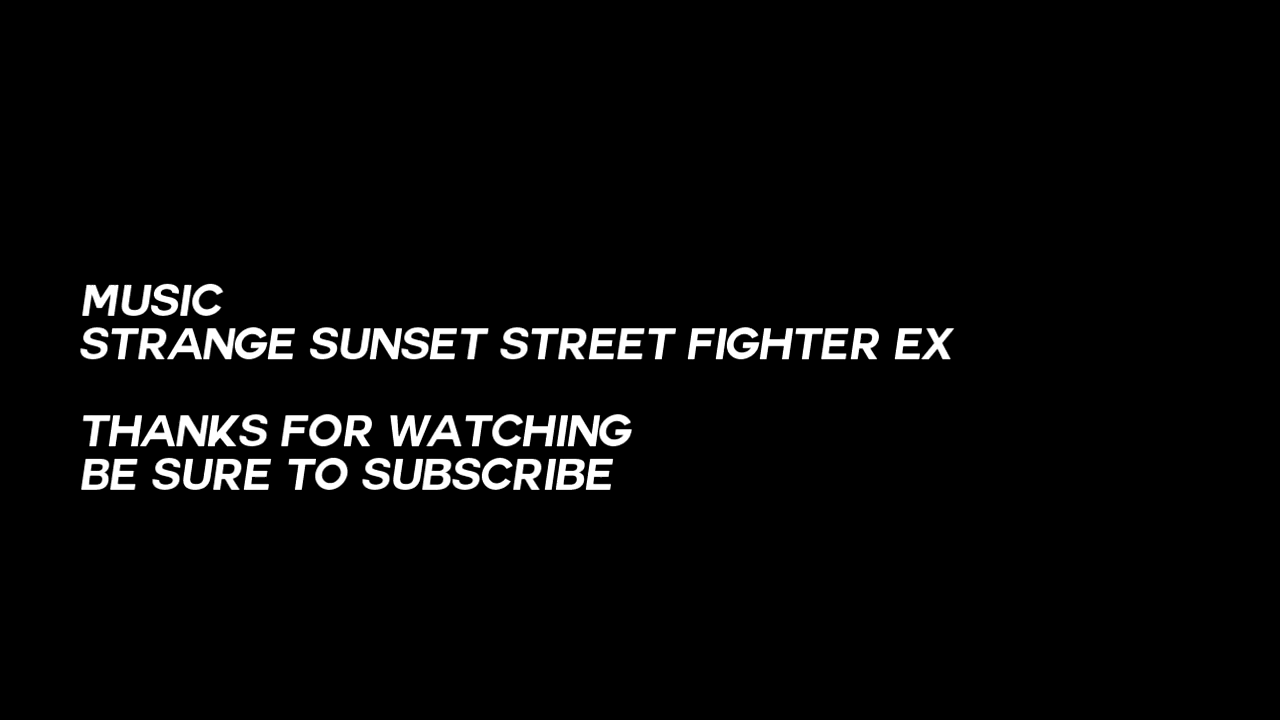 MUSIC
STRANGE SUNSET STREET FIGHTER EX
THANKS FOR WATCHING
BE SURE TO SUBSCRIBE